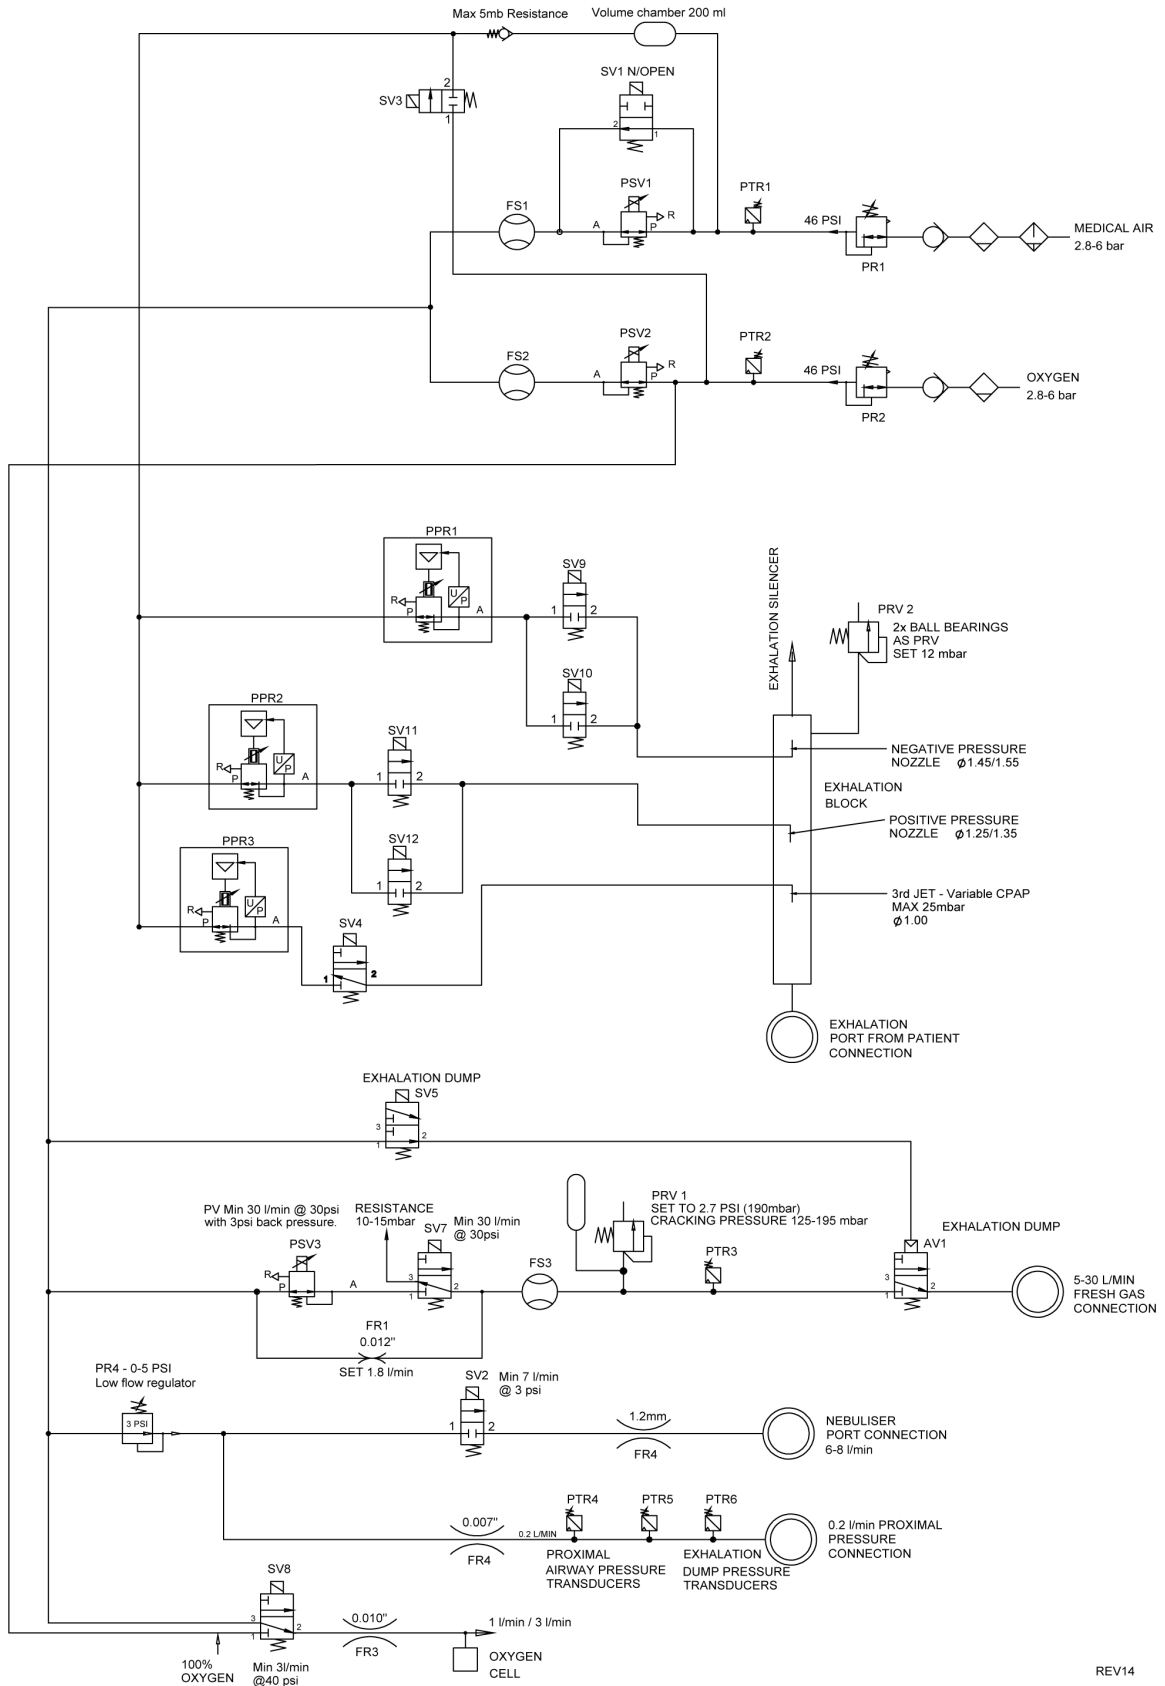 Max 5mb Resistance
Volume chamber 200 ml
SV1 N/OPEN
2
SV3
1
2
1
PSV1
PTR1
FS1
A
R
P
46 PSI
MEDICAL AIR
2.8-6 bar
PR1
PSV2
PTR2
FS2
A
R
P
46 PSI
OXYGEN
2.8-6 bar
PR2
PPR1
U
P
R
P
A
SV9
1
2
SV10
1
2
EXHALATION SILENCER
PRV 2
2x BALL BEARINGS
AS PRV
SET 12 mbar
PPR2
U
P
R
P
A
SV11
1
2
SV12
1
2
NEGATIVE PRESSURE
NOZZLE ϕ1.45/1.55
EXHALATION
BLOCK
POSITIVE PRESSURE
NOZZLE ϕ1.25/1.35
PPR3
U
P
R
P
A
SV4
1
2
3rd JET - Variable CPAP
MAX 25mbar
ϕ1.00
EXHALATION
PORT FROM PATIENT
CONNECTION
EXHALATION DUMP
SV5
3
1
2
PV Min 30 l/min @ 30psi
with 3psi back pressure.
PSV3
R
P
A
RESISTANCE
10-15mbar
SV7
Min 30 l/min
@ 30psi
3
1
2
FR1
0.012"
SET 1.8 l/min
FS3
PRV 1
SET TO 2.7 PSI (190mbar)
CRACKING PRESSURE 125-195 mbar
PTR3
EXHALATION DUMP
AV1
3
1
2
5-30 L/MIN
FRESH GAS
CONNECTION
PR4 - 0-5 PSI
Low flow regulator
3 PSI
SV2
Min 7 l/min
@ 3 psi
1
2
1.2mm
FR4
NEBULISER
PORT CONNECTION
6-8 l/min
0.007"
FR4
0.2 L/MIN
PTR4
PTR5
PTR6
PROXIMAL
AIRWAY PRESSURE
TRANSDUCERS
EXHALATION
DUMP PRESSURE
TRANSDUCERS
0.2 l/min PROXIMAL
PRESSURE
CONNECTION
SV8
3
1
2
100%
OXYGEN
Min 3l/min
@40 psi
0.010"
FR3
1 l/min / 3 l/min
OXYGEN
CELL
REV14